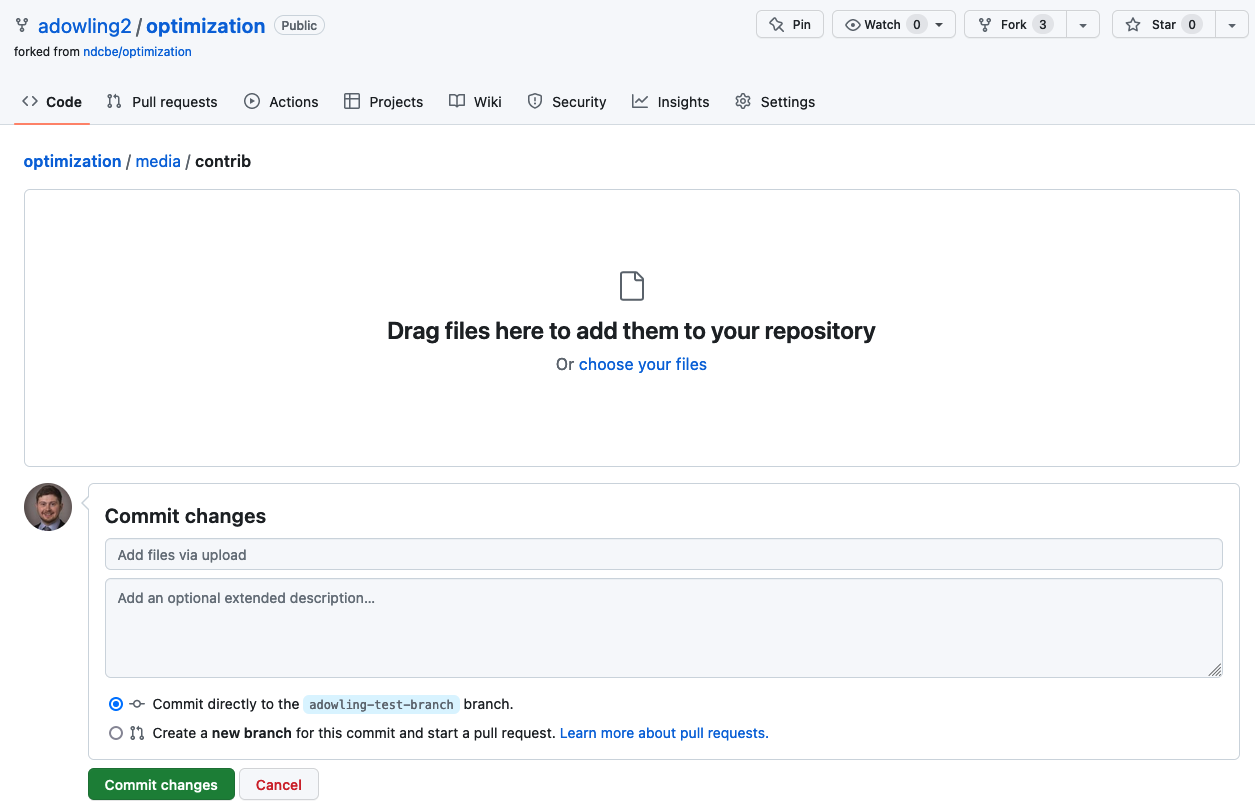 adowling2 / optimization Public Pin Watch 0 Fork 3 Star 0
forked from ndcbe/optimization
Code Pull requests Actions Projects Wiki Security Insights Settings
optimization / media / contrib
Drag files here to add them to your repository
Or choose your files
Commit changes
Add files via upload
Add an optional extended description...
Commit directly to the adowling-test-branch branch.
Create a new branch for this commit and start a pull request. Learn more about pull requests.
Commit changes Cancel